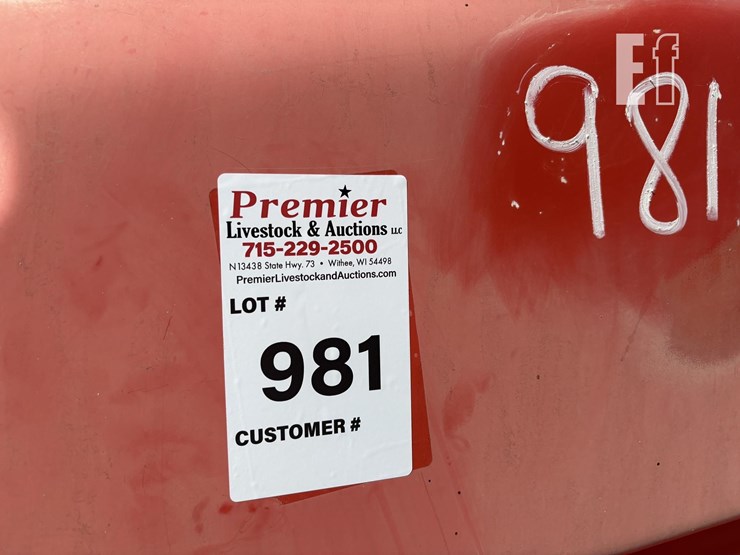 Ef
981
Premier
Livestock & Auctions LLC
715-229-2500
N13438 State Hwy. 73 • Withee, WI 54498
PremierLivestockandAuctions.com
LOT #
981
CUSTOMER #